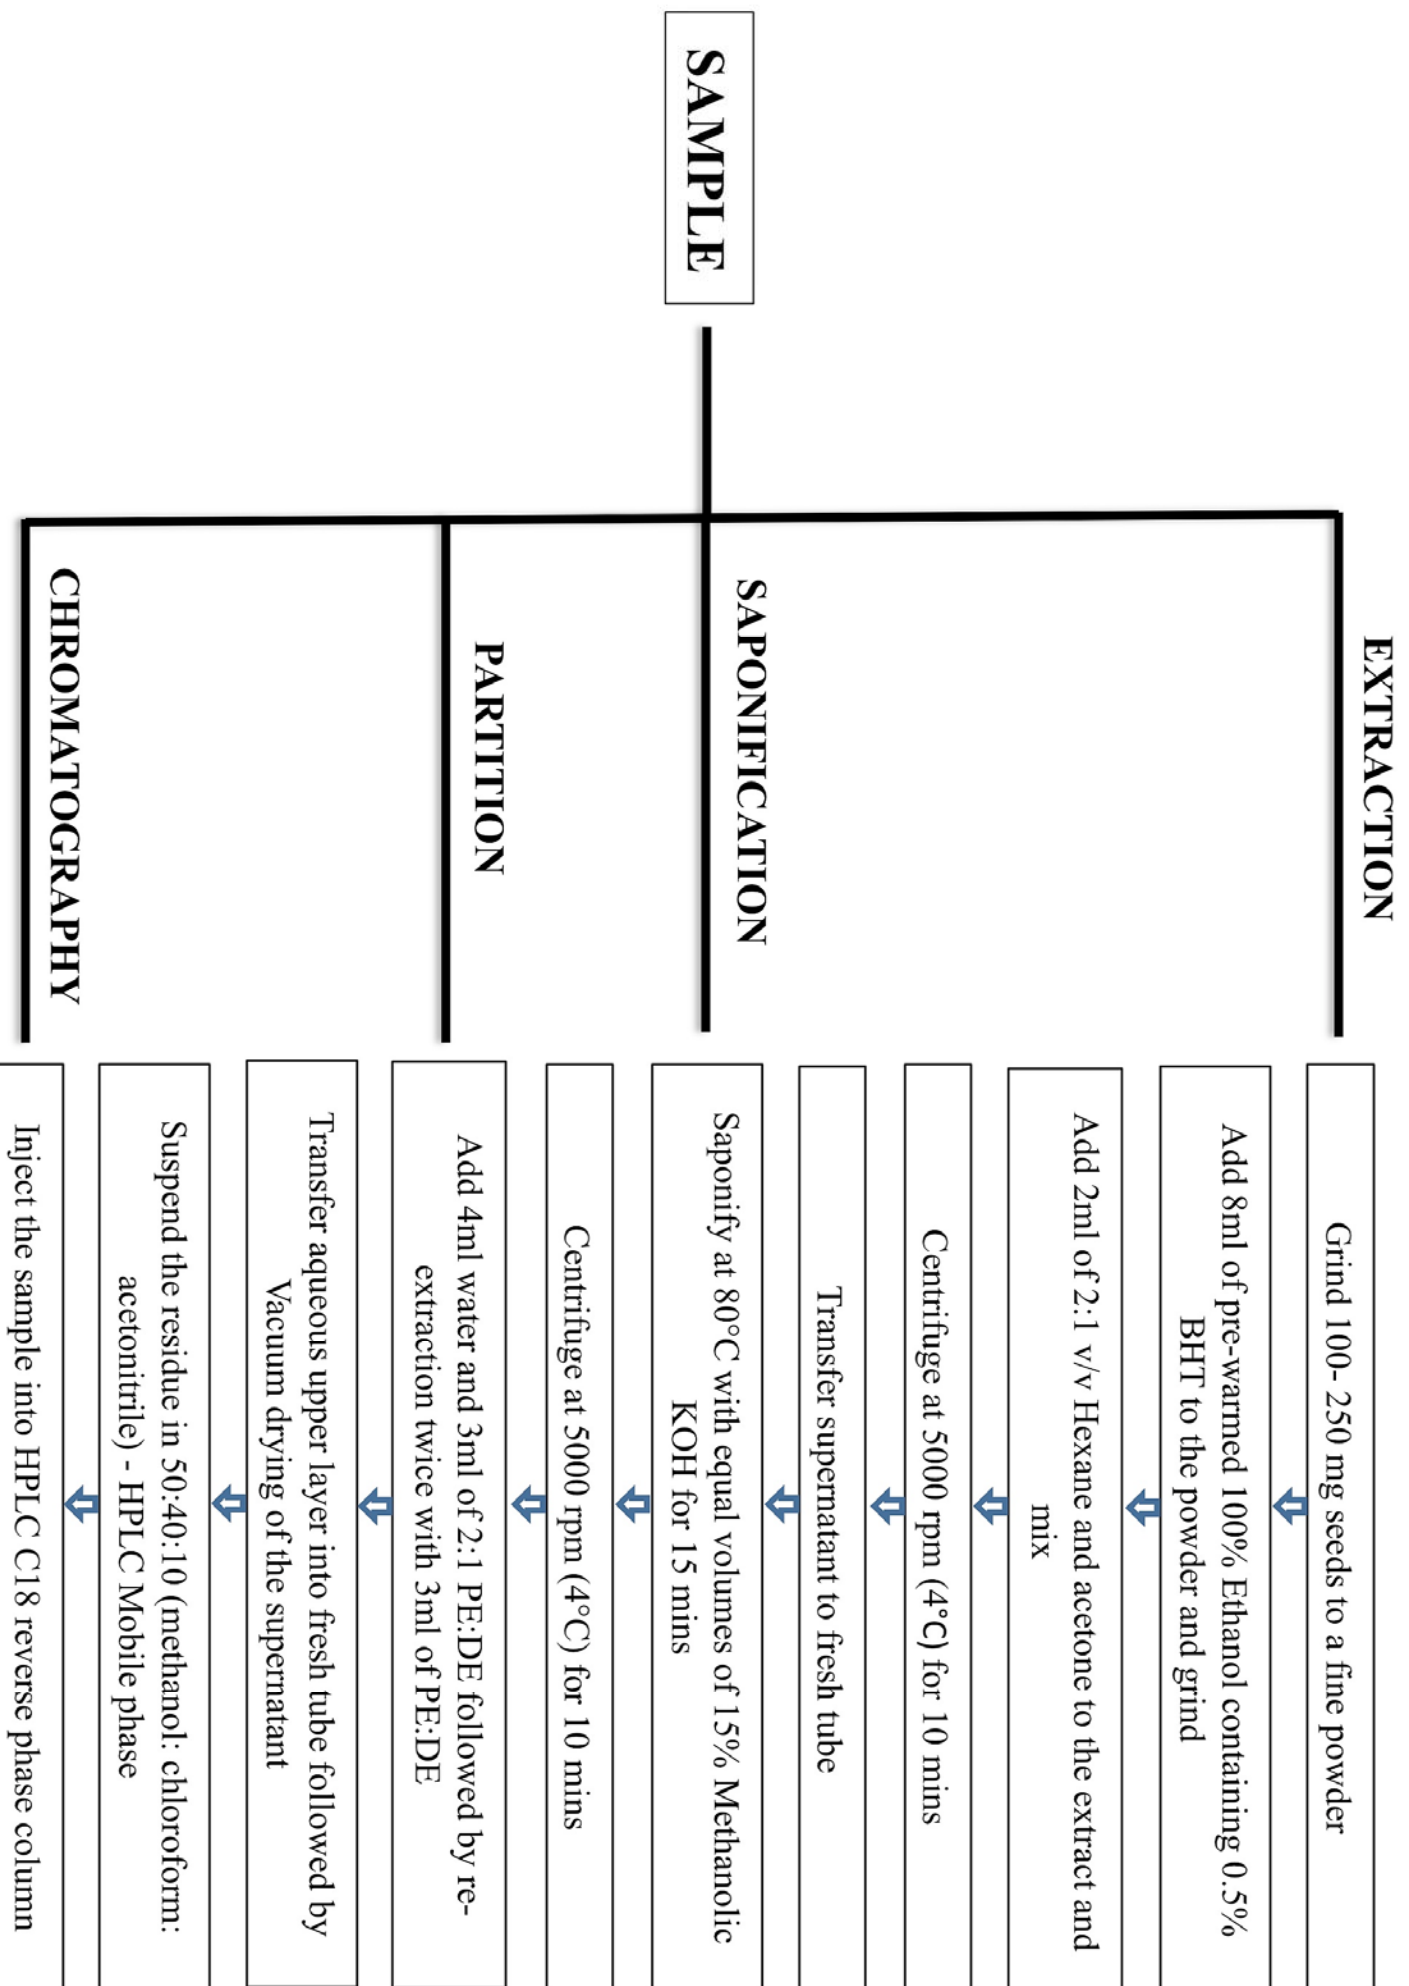 SAMPLE
EXTRACTION
Grind 100- 250 mg seeds to a fine powder
Add 8ml of pre-warmed 100% Ethanol containing 0.5%
BHT to the powder and grind
Add 2ml of 2:1 v/v Hexane and acetone to the extract and
mix
Centrifuge at 5000 rpm (4°C) for 10 mins
Transfer supernatant to fresh tube
SAPONIFICATION
Saponify at 80°C with equal volumes of 15% Methanolic
KOH for 15 mins
Centrifuge at 5000 rpm (4°C) for 10 mins
PARTITION
Add 4ml water and 3ml of 2:1 PE:DE followed by re-
extraction twice with 3ml of PE:DE
Transfer aqueous upper layer into fresh tube followed by
Vacuum drying of the supernatant
Suspend the residue in 50:40:10 (methanol: chloroform:
acetonitrile) - HPLC Mobile phase
CHROMATOGRAPHY
Inject the sample into HPLC C18 reverse phase column